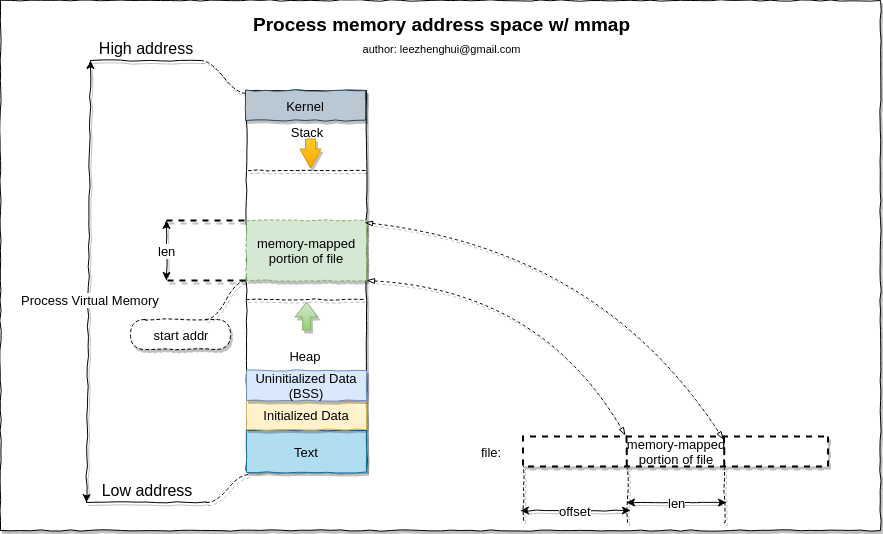 Process memory address space w/ mmap
author: leezhenghui@gmail.com
High address
Kernel
Stack
memory-mapped
portion of file
len
Process Virtual Memory
start addr
Heap
Uninitialized Data
(BSS)
Initialized Data
Text
Low address
file:
memory-mapped
portion of file
offset
len